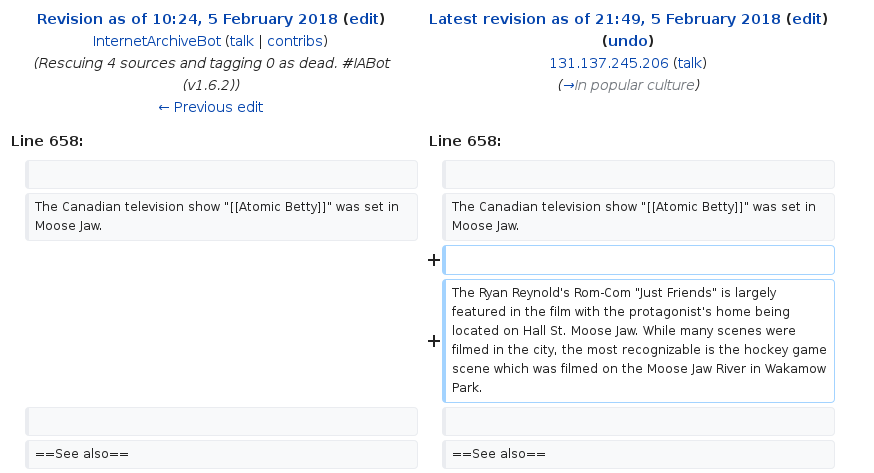 Revision as of 10:24, 5 February 2018 (edit)
InternetArchiveBot (talk | contribs)
(Rescuing 4 sources and tagging 0 as dead. #IABot
(v1.6.2))
← Previous edit
Latest revision as of 21:49, 5 February 2018 (edit)
(undo)
131.137.245.206 (talk)
(→In popular culture)
Line 658:
Line 658:
The Canadian television show "[[Atomic Betty]]" was set in
Moose Jaw.
The Canadian television show "[[Atomic Betty]]" was set in
Moose Jaw.
+
+
The Ryan Reynold's Rom-Com "Just Friends" is largely
featured in the film with the protagonist's home being
located on Hall St. Moose Jaw. While many scenes were
filmed in the city, the most recognizable is the hockey game
scene which was filmed on the Moose Jaw River in Wakamow
Park.
==See also==
==See also==